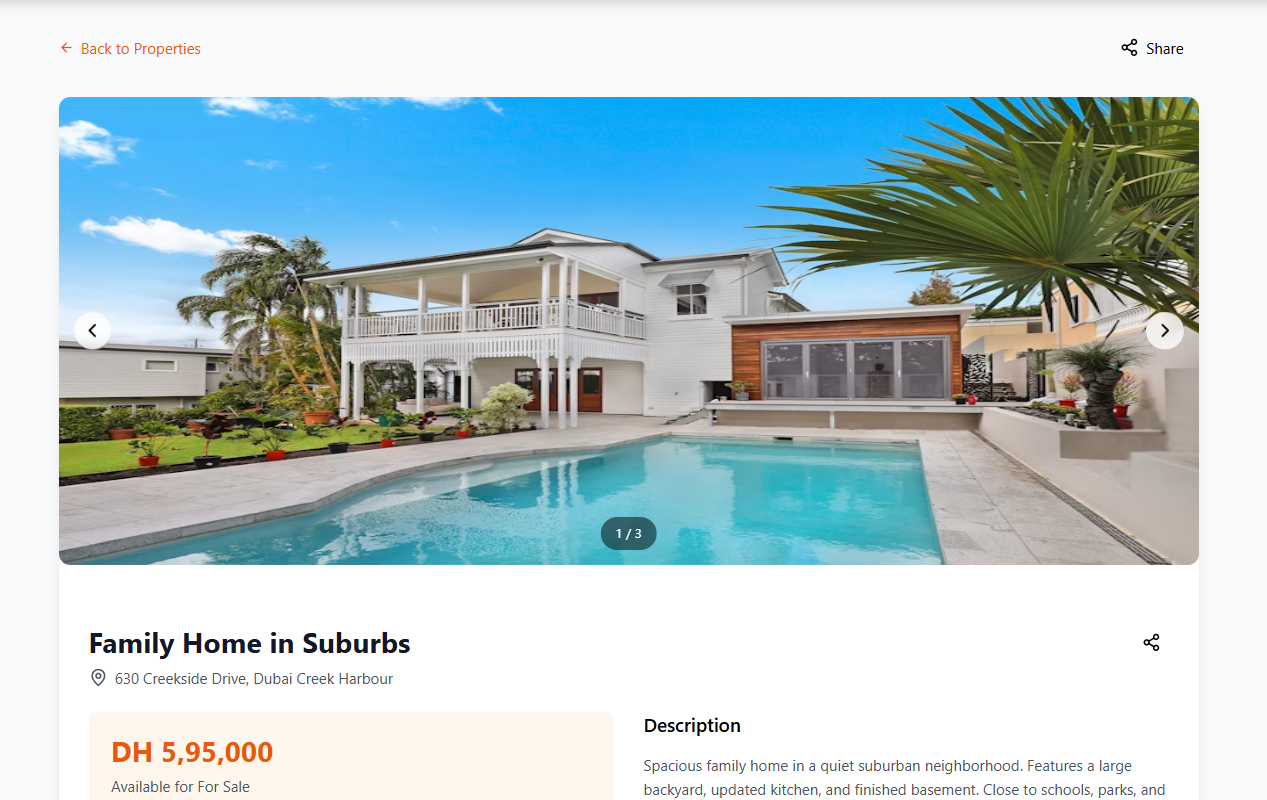 Back to Properties
Share
1 / 3
Family Home in Suburbs
630 Creekside Drive, Dubai Creek Harbour
DH 5,95,000
Available for For Sale
Description
Spacious family home in a quiet suburban neighborhood. Features a large
backyard, updated kitchen, and finished basement. Close to schools, parks, and